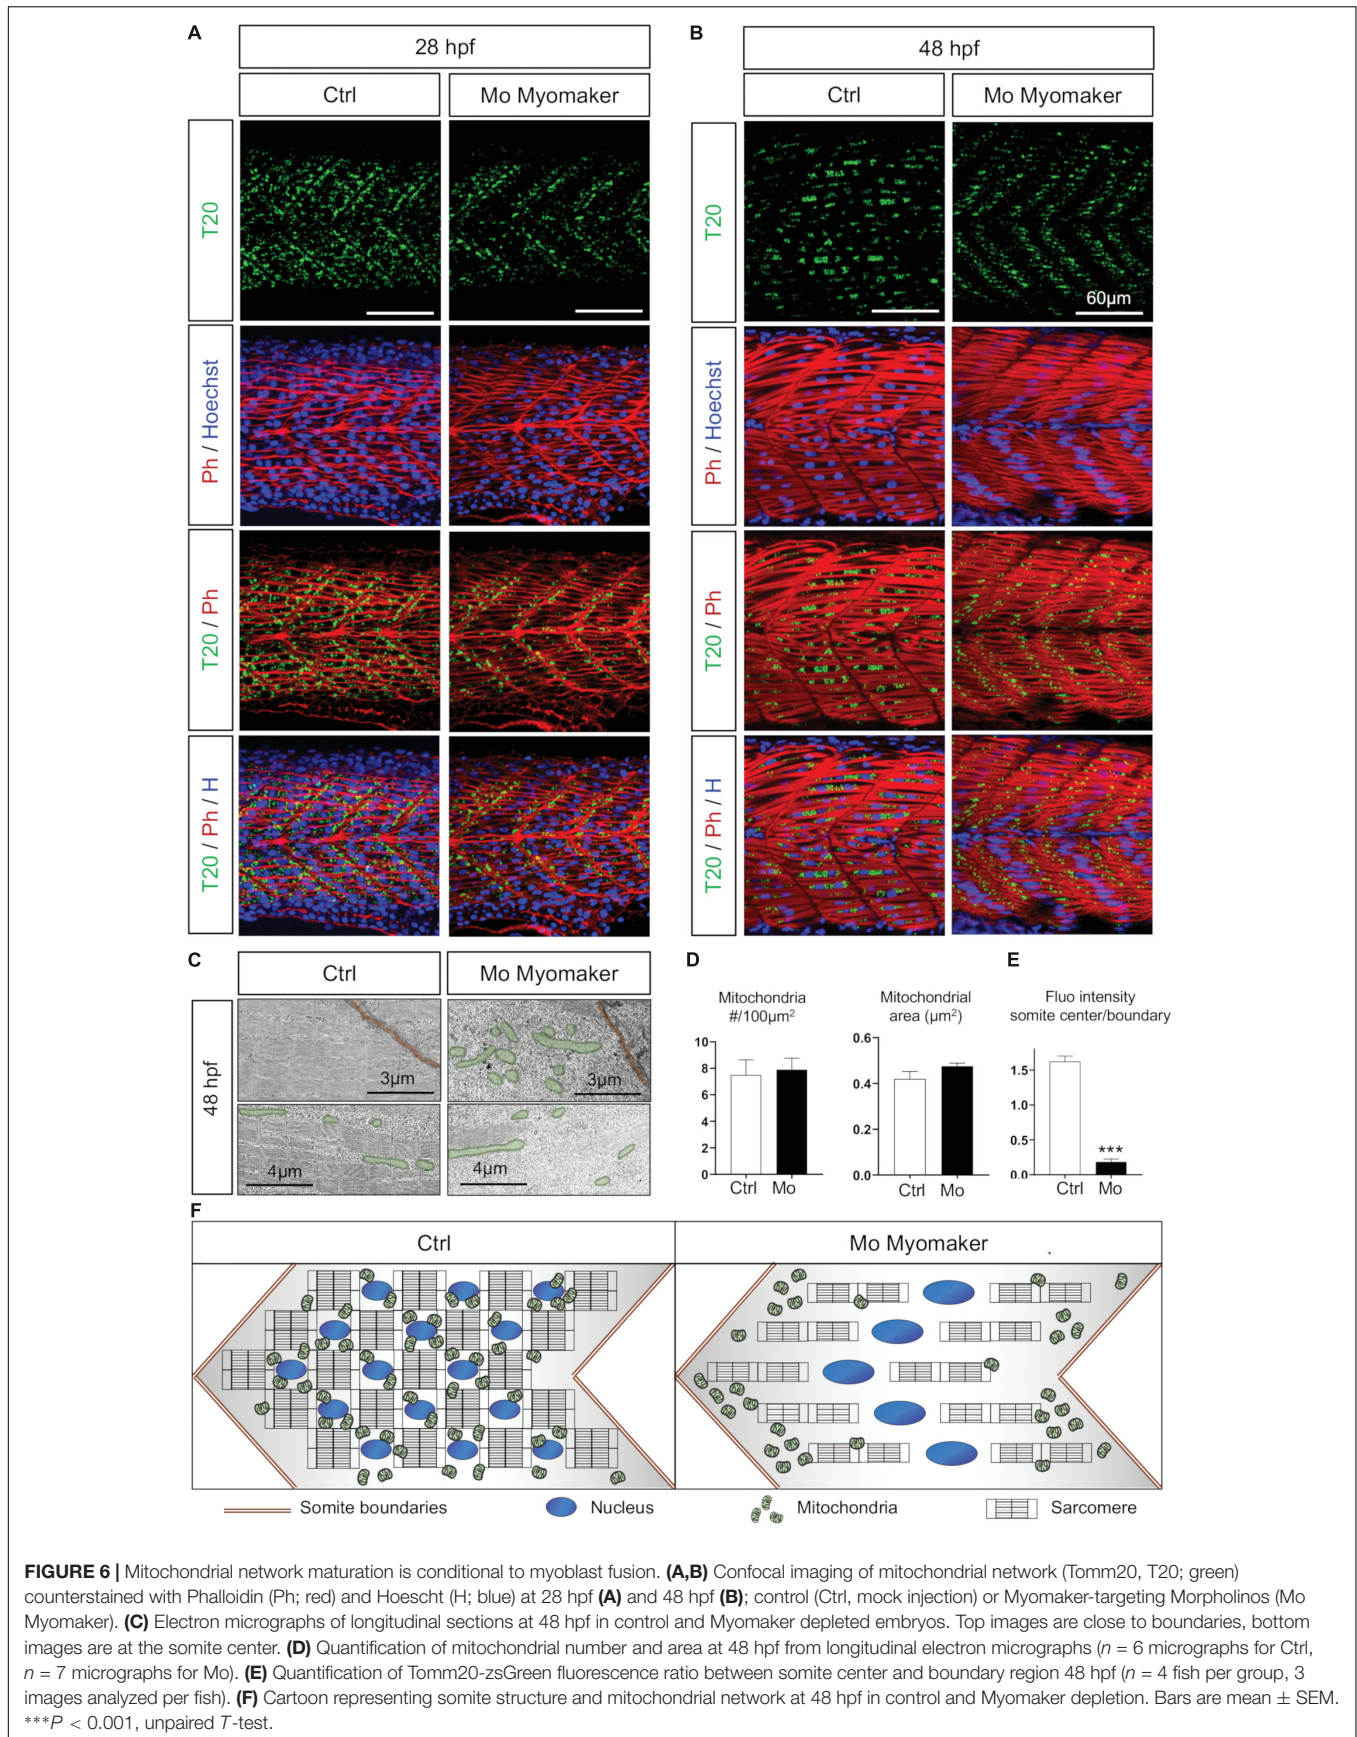 A
28 hpf
Ctrl
Mo Myomaker
T20
Ph / Hoechst
T20 / Ph
T20 / Ph / H
B
48 hpf
Ctrl
Mo Myomaker
T20
60µm
Ph / Hoechst
T20 / Ph
T20 / Ph / H
C
Ctrl
Mo Myomaker
48 hpf
3µm
3µm
4µm
4µm
D
Mitochondria
#/100µm²
10
8
6
4
2
0
Ctrl
Mo
Mitochondrial
area (µm²)
0.6
0.4
0.2
0.0
Ctrl
Mo
E
Fluo intensity
somite center/boundary
1.5
1.0
0.5
0.0
***
Ctrl
Mo
F
Ctrl
Mo Myomaker
Somite boundaries
Nucleus
Mitochondria
Sarcomere
FIGURE 6 | Mitochondrial network maturation is conditional to myoblast fusion. (A,B) Confocal imaging of mitochondrial network (Tomm20, T20; green)
counterstained with Phalloidin (Ph; red) and Hoescht (H; blue) at 28 hpf (A) and 48 hpf (B); control (Ctrl, mock injection) or Myomaker-targeting Morpholinos (Mo
Myomaker). (C) Electron micrographs of longitudinal sections at 48 hpf in control and Myomaker depleted embryos. Top images are close to boundaries, bottom
images are at the somite center. (D) Quantification of mitochondrial number and area at 48 hpf from longitudinal electron micrographs (n = 6 micrographs for Ctrl,
n = 7 micrographs for Mo). (E) Quantification of Tomm20-zsGreen fluorescence ratio between somite center and boundary region 48 hpf (n = 4 fish per group, 3
images analyzed per fish). (F) Cartoon representing somite structure and mitochondrial network at 48 hpf in control and Myomaker depletion. Bars are mean ± SEM.
***P < 0.001, unpaired T-test.